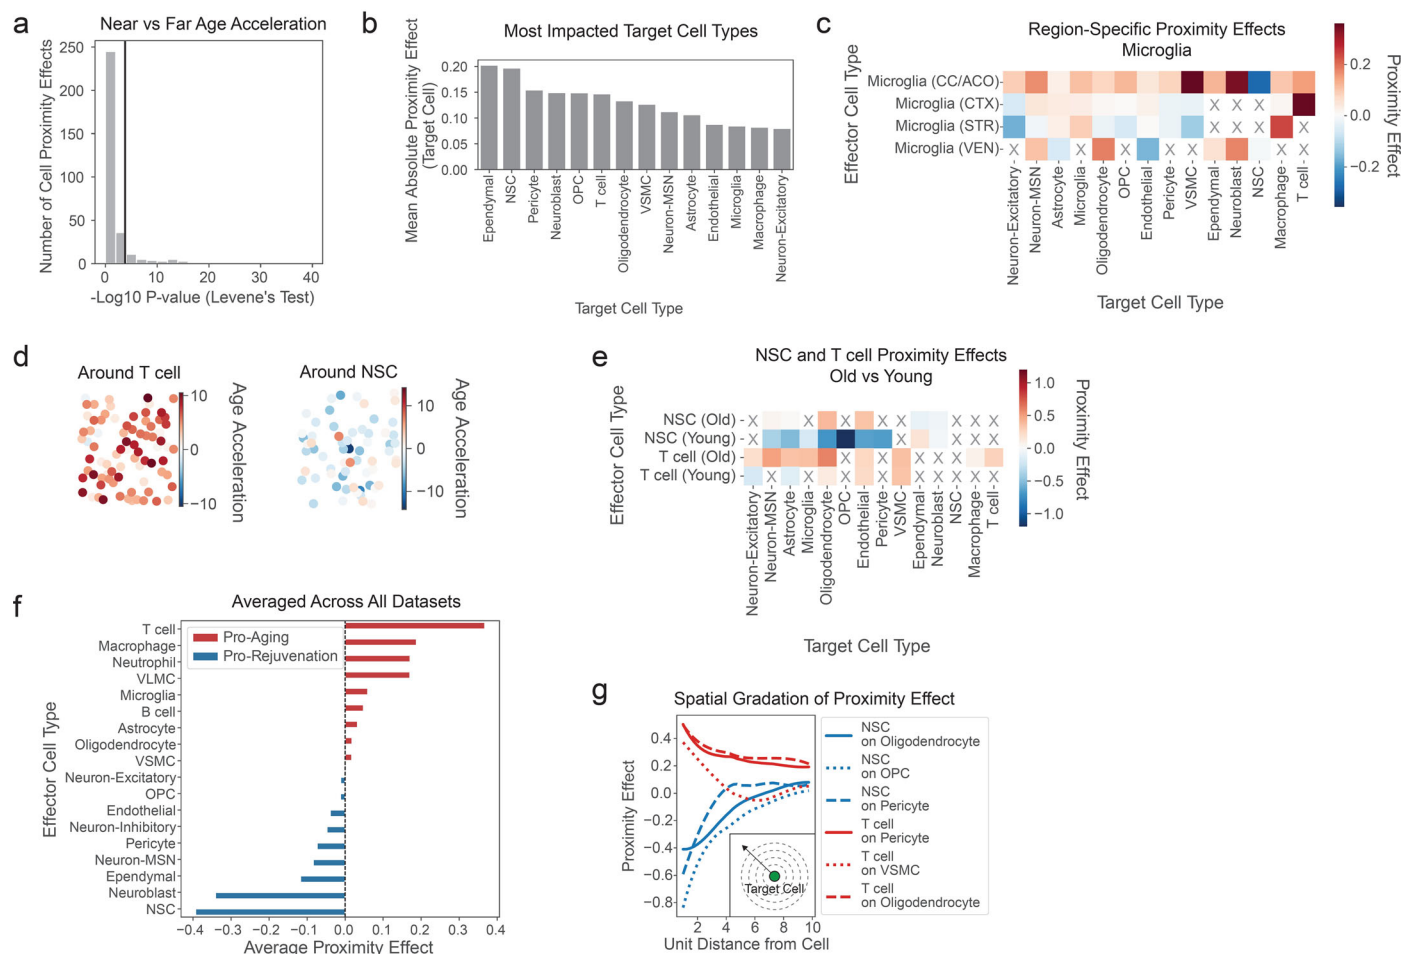 a
Near vs Far Age Acceleration
Number of Cell Proximity Effects
250
200
150
100
50
0
0
10
20
30
40
-Log10 P-value (Levene's Test)
b
Most Impacted Target Cell Types
Mean Absolute Proximity Effect
(Target Cell)
0.20
0.15
0.10
0.05
0.00
Ependymal
NSC
Pericyte
Neuroblast
OPC
T cell
Oligodendrocyte
VSMC
Neuron-MSN
Astrocyte
Endothelial
Microglia
Macrophage
Neuron-Excitatory
Target Cell Type
c
Region-Specific Proximity Effects
Microglia
Effector Cell Type
Microglia (CC/ACO)
Microglia (CTX)
X X X
Microglia (STR)
X X X X
Microglia (VEN)
X X X X X X
Neuron-Excitatory
Neuron-MSN
Astrocyte
Microglia
Oligodendrocyte
OPC
Endothelial
Pericyte
VSMC
Ependymal
Neuroblast
NSC
Macrophage
T cell
Target Cell Type
0.2
0.0
−0.2
Proximity Effect
d
Around T cell
10
0
−10
Age Acceleration
Around NSC
10
0
−10
Age Acceleration
e
NSC and T cell Proximity Effects
Old vs Young
Effector Cell Type
NSC (Old)
X X X X X X X X
NSC (Young)
X X X X X
T cell (Old)
X X X X X
T cell (Young)
X X X X X X X X X
Neuron-Excitatory
Neuron-MSN
Astrocyte
Microglia
Oligodendrocyte
OPC
Endothelial
Pericyte
VSMC
Ependymal
Neuroblast
NSC
Macrophage
T cell
Target Cell Type
1.0
0.5
0.0
−0.5
−1.0
Proximity Effect
f
Averaged Across All Datasets
Pro-Aging
Pro-Rejuvenation
Effector Cell Type
T cell
Macrophage
Neutrophil
VLMC
Microglia
B cell
Astrocyte
Oligodendrocyte
VSMC
Neuron-Excitatory
OPC
Endothelial
Neuron-Inhibitory
Pericyte
Neuron-MSN
Ependymal
Neuroblast
NSC
−0.4
−0.3
−0.2
−0.1
0.0
0.1
0.2
0.3
0.4
Average Proximity Effect
g
Spatial Gradation of Proximity Effect
Proximity Effect
0.4
0.2
0.0
−0.2
−0.4
−0.6
−0.8
Target Cell
2
4
6
8
10
Unit Distance from Cell
NSC
on Oligodendrocyte
NSC
on OPC
NSC
on Pericyte
T cell
on Pericyte
T cell
on VSMC
T cell
on Oligodendrocyte